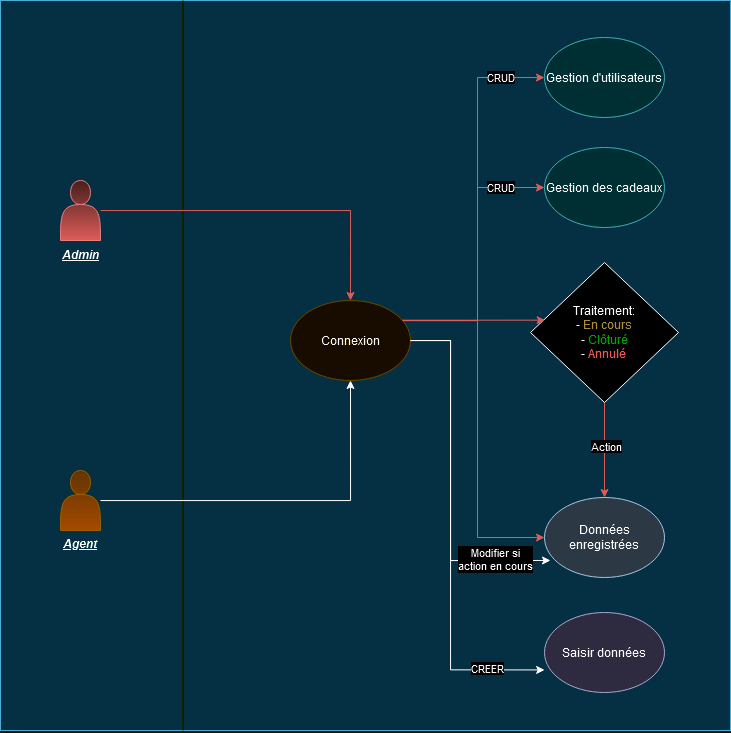 CRUD
Gestion d'utilisateurs
CRUD
Gestion des cadeaux
Admin
Traitement:
- En cours
- Clôturé
- Annulé
Connexion
Action
Agent
Données
enregistrées
Modifier si
action en cours
Saisir données
CREER